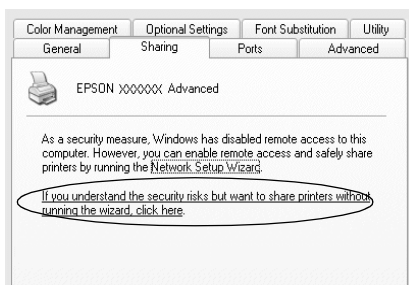 Color Management Optional Settings Font Substitution Utility
General Sharing Ports Advanced
EPSON XXXXXX Advanced
As a security measure, Windows has disabled remote access to this
computer. However, you can enable remote access and safely share
printers by running the Network Setup Wizard.
If you understand the security risks but want to share printers without
running the wizard, click here.